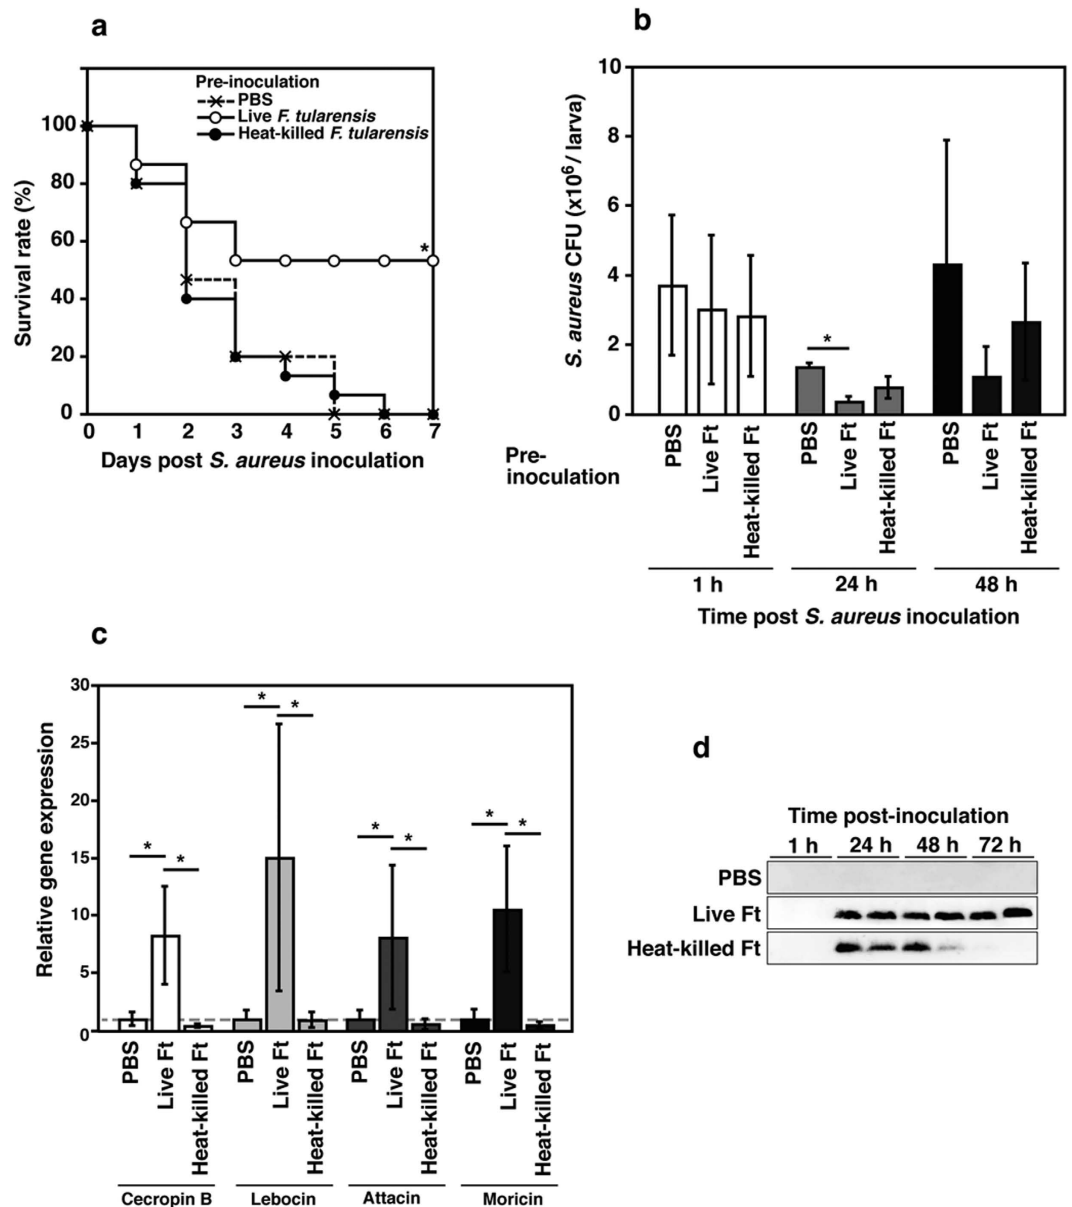 a
Pre-inoculation
PBS
Live F. tularensis
Heat-killed F. tularensis
100
80
60
40
20
0
*
Survival rate (%)
0 1 2 3 4 5 6 7
Days post S. aureus inoculation
b
10
8
6
4
2
0
*
S. aureus CFU (x10⁶/ larva)
Pre-
inoculation
PBS
Live Ft
Heat-killed Ft
PBS
Live Ft
Heat-killed Ft
PBS
Live Ft
Heat-killed Ft
1 h 24 h 48 h
Time post S. aureus inoculation
c
30
25
20
15
10
5
0
* * * * * * * *
Relative gene expression
PBS
Live Ft
Heat-killed Ft
PBS
Live Ft
Heat-killed Ft
PBS
Live Ft
Heat-killed Ft
PBS
Live Ft
Heat-killed Ft
Cecropin B Lebocin Attacin Moricin
d
Time post-inoculation
1 h 24 h 48 h 72 h
PBS
Live Ft
Heat-killed Ft